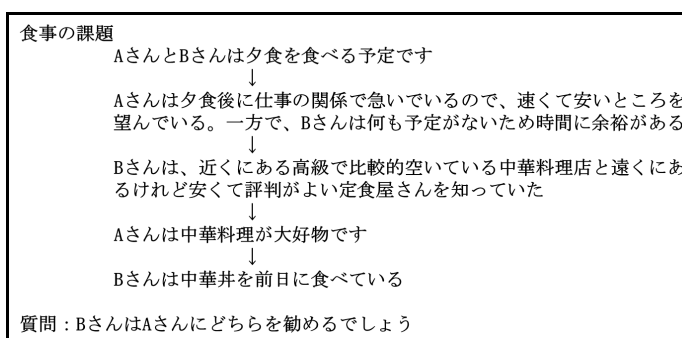 食事の課題
AさんとBさんは夕食を食べる予定です
↓
Aさんは夕食後に仕事の関係で急いでいるので、速くて安いところを
望んでいる。一方で、Bさんは何も予定がないため時間に余裕がある
↓
Bさんは、近くにある高級で比較的空いている中華料理店と遠くにあ
るけれど安くて評判がよい定食屋さんを知っていた
↓
Aさんは中華料理が大好物です
↓
Bさんは中華丼を前日に食べている
質問：BさんはAさんにどちらを勧めるでしょう